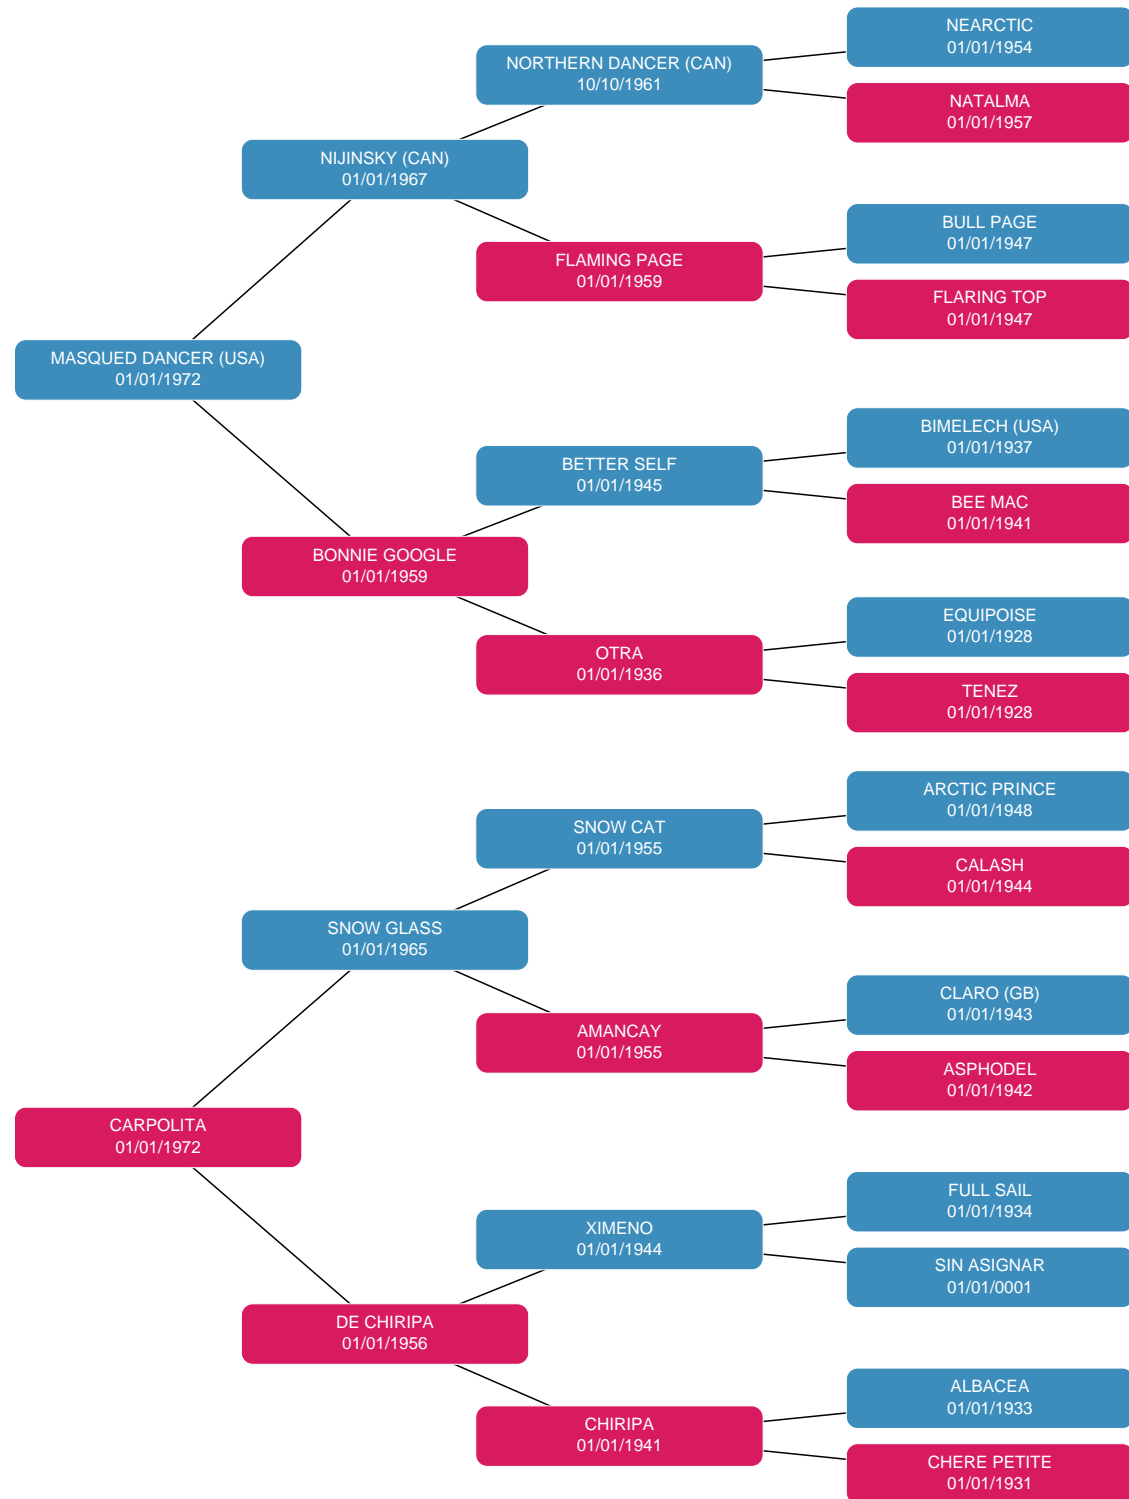 NEARCTIC
01/01/1954
NORTHERN DANCER (CAN)
10/10/1961
NATALMA
01/01/1957
NIJINSKY (CAN)
01/01/1967
BULL PAGE
01/01/1947
FLAMING PAGE
01/01/1959
FLARING TOP
01/01/1947
MASQUED DANCER (USA)
01/01/1972
BIMELECH (USA)
01/01/1937
BETTER SELF
01/01/1945
BEE MAC
01/01/1941
BONNIE GOOGLE
01/01/1959
EQUIPOISE
01/01/1928
OTRA
01/01/1936
TENEZ
01/01/1928
ARCTIC PRINCE
01/01/1948
SNOW CAT
01/01/1955
CALASH
01/01/1944
SNOW GLASS
01/01/1965
CLARO (GB)
01/01/1943
AMANCAY
01/01/1955
ASPHODEL
01/01/1942
CARPOLITA
01/01/1972
FULL SAIL
01/01/1934
XIMENO
01/01/1944
SIN ASIGNAR
01/01/0001
DE CHIRIPA
01/01/1956
ALBACEA
01/01/1933
CHIRIPA
01/01/1941
CHERE PETITE
01/01/1931